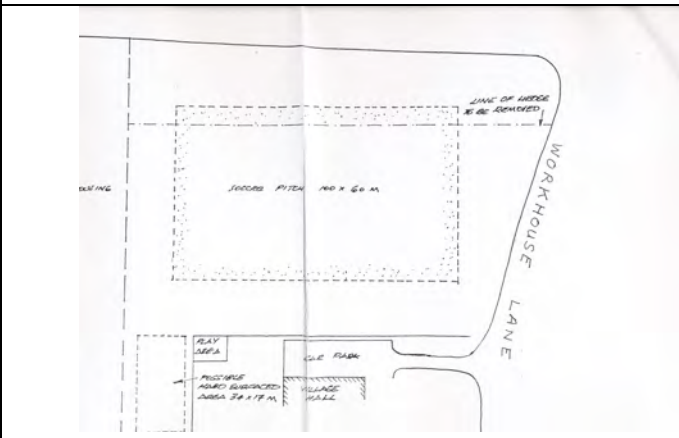 LINE OF HEDGE
TO BE REMOVED
OUSING
SOCCER PITCH 100 x 60 M
WORKHOUSE LANE
PLAY
AREA
CAR PARK
POSSIBLE
HARD SURFACED
AREA 34 x 17 M
VILLAGE
HALL